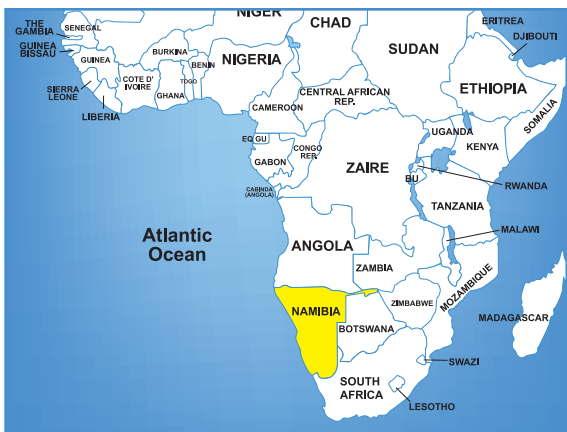 NIGER
CHAD
ERITREA
THE
GAMBIA
SENEGAL
DJIBOUTI
GUINEA
BISSAU
SUDAN
BURKINA
GUINEA
BENIN
NIGERIA
COTE D'
IVOIRE
TOGO
GHANA
ETHIOPIA
SIERRA
LEONE
CENTRAL AFRICAN
REP.
SOMALIA
CAMEROON
LIBERIA
UGANDA
EQ GU
KENYA
CONGO
REP.
GABON
ZAIRE
BU
RWANDA
CABINDA
(ANGOLA)
TANZANIA
Atlantic
Ocean
MALAWI
ANGOLA
ZAMBIA
MOZAMBIQUE
ZIMBABWE
NAMIBIA
MADAGASCAR
BOTSWANA
SWAZI
SOUTH
AFRICA
LESOTHO